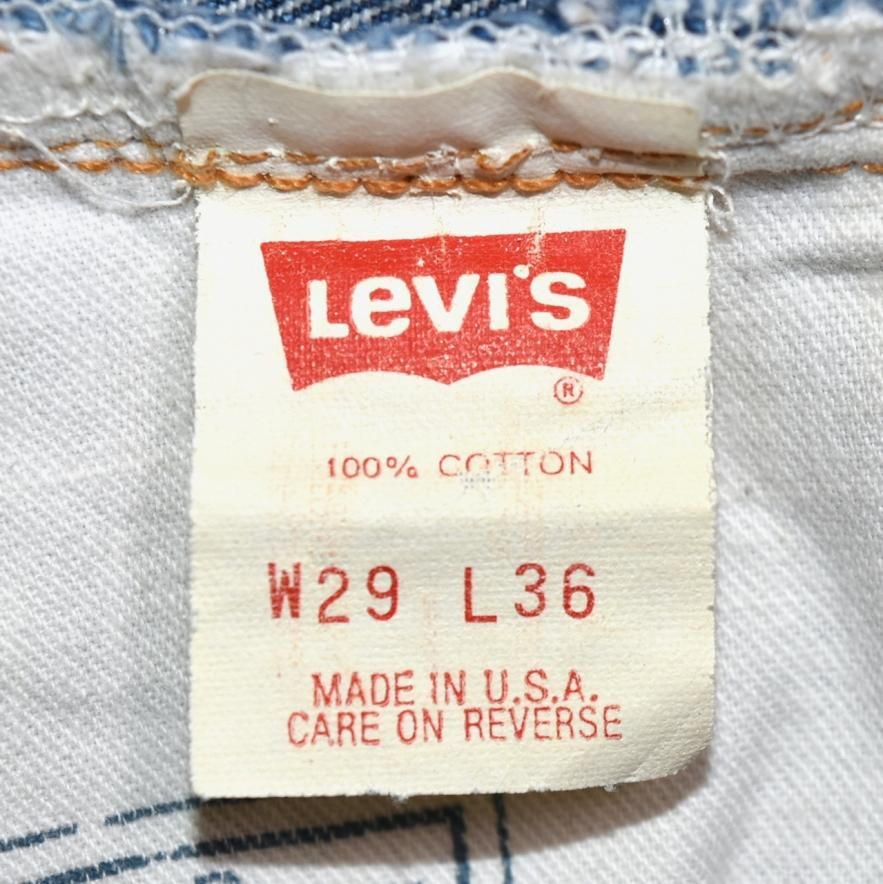 Levi's
®
100% COTTON
W29 L36
MADE IN U.S.A.
CARE ON REVERSE